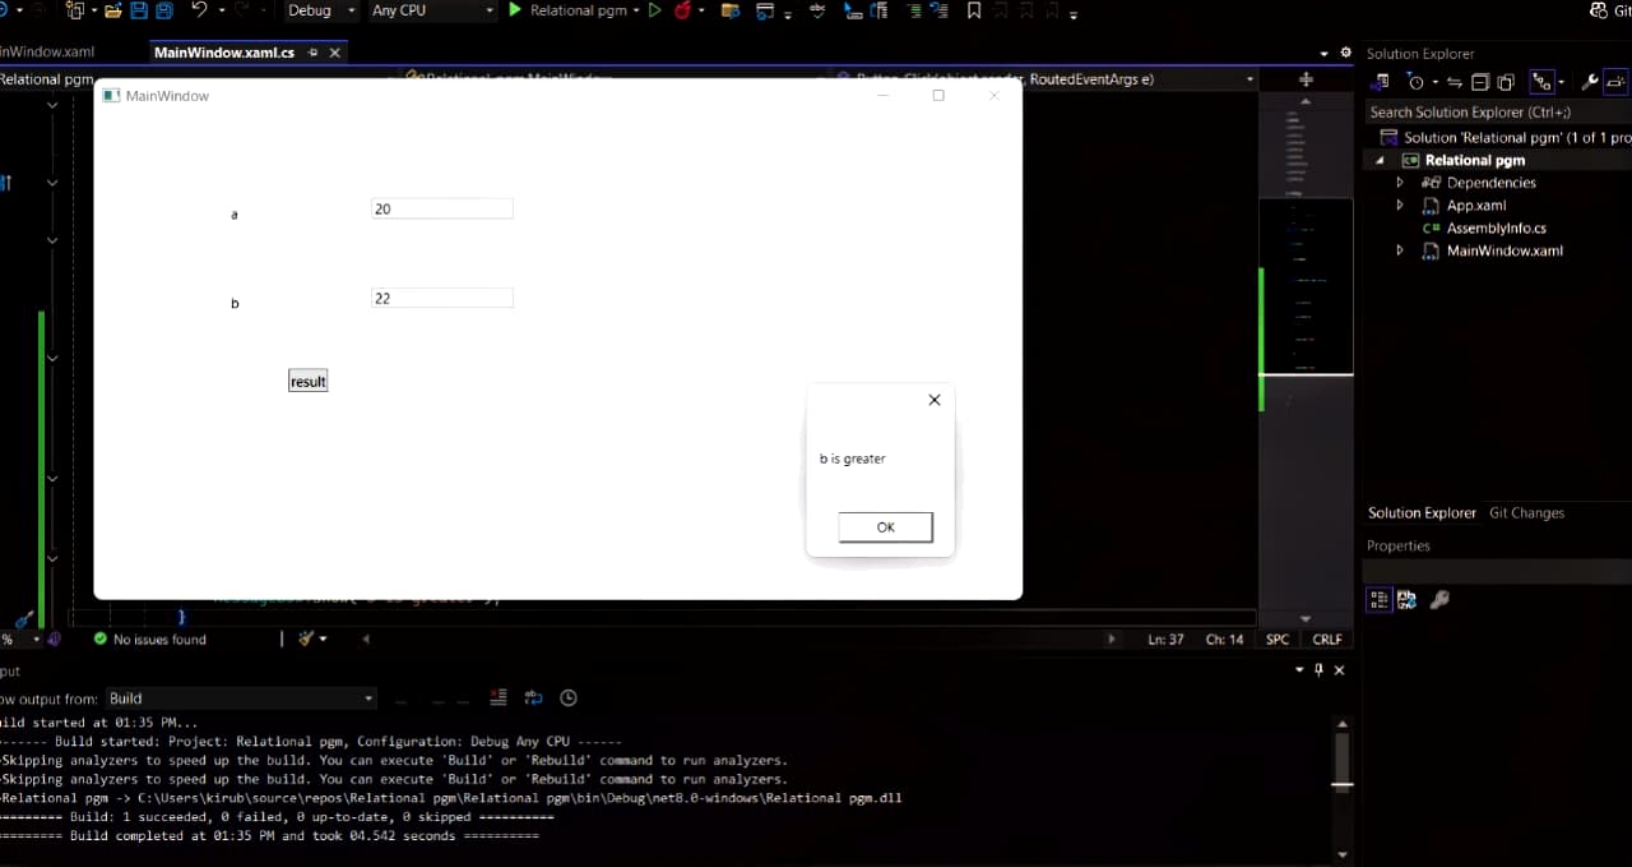 Debug Any CPU Relational pgm Git
nWindow.xaml MainWindow.xaml.cs
Relational pgm , RoutedEventArgs e)
MainWindow
a 20
b 22
result
b is greater
OK
Solution Explorer
Search Solution Explorer (Ctrl+;)
Solution 'Relational pgm' (1 of 1 pro
Relational pgm
Dependencies
App.xaml
C# AssemblyInfo.cs
MainWindow.xaml
Solution Explorer Git Changes
Properties
}
% No issues found Ln: 37 Ch: 14 SPC CRLF
put
ow output from: Build
ild started at 01:35 PM...
------ Build started: Project: Relational pgm, Configuration: Debug Any CPU ------
Skipping analyzers to speed up the build. You can execute 'Build' or 'Rebuild' command to run analyzers.
Skipping analyzers to speed up the build. You can execute 'Build' or 'Rebuild' command to run analyzers.
Relational pgm -> C:\Users\kirub\source\repos\Relational pgm\Relational pgm\bin\Debug\net8.0-windows\Relational pgm.dll
========= Build: 1 succeeded, 0 failed, 0 up-to-date, 0 skipped ==========
========= Build completed at 01:35 PM and took 04.542 seconds ==========